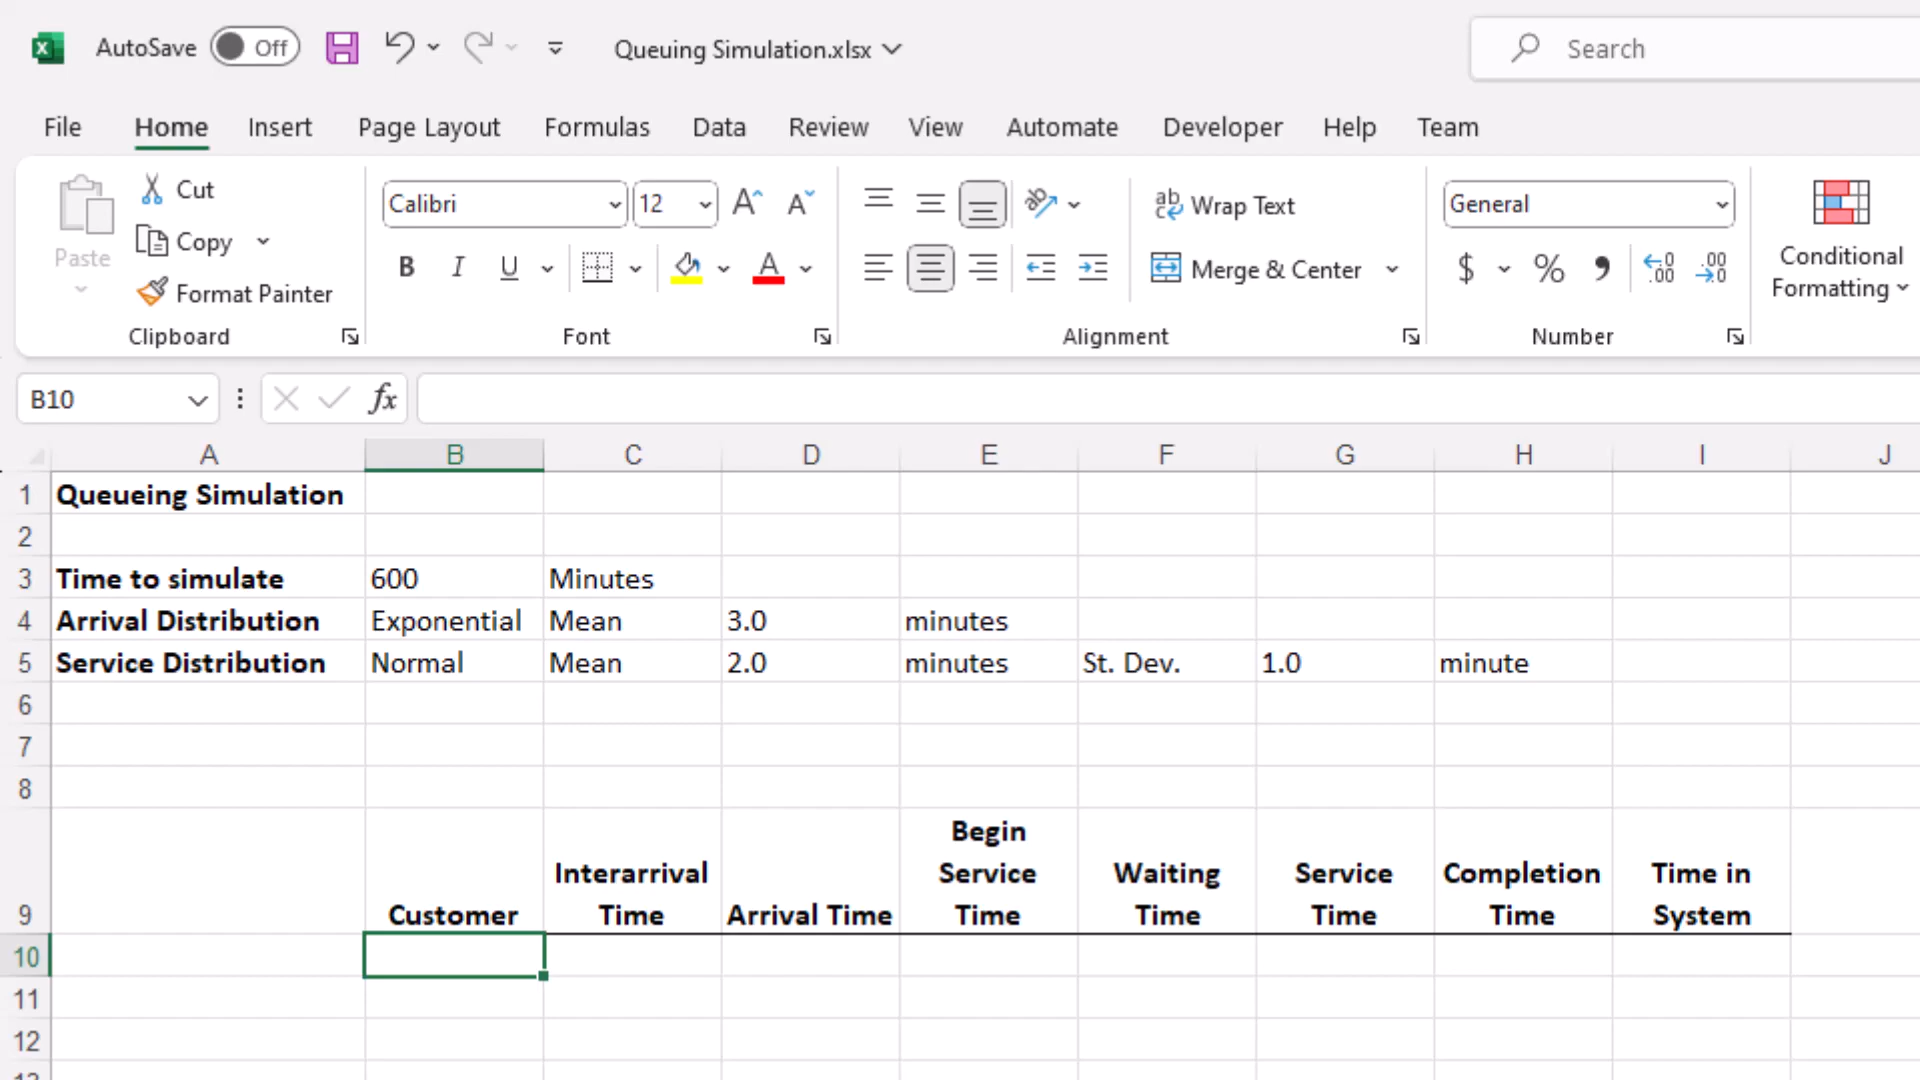 AutoSave Off Queuing Simulation.xlsx Search
File Home Insert Page Layout Formulas Data Review View Automate Developer Help Team
Paste
Cut
Copy
Format Painter
Clipboard
Calibri 12
B I U
Font
Wrap Text
Merge & Center
Alignment
General
$ % 9
Number
Conditional
Formatting
B10 fx
A B C D E F G H I J
1 Queueing Simulation
2
3 Time to simulate 600 Minutes
4 Arrival Distribution Exponential Mean 3.0 minutes
5 Service Distribution Normal Mean 2.0 minutes St. Dev. 1.0 minute
6
7
8
Begin
Interarrival Service Waiting Service Completion Time in
9 Customer Time Arrival Time Time Time Time Time System
10
11
12